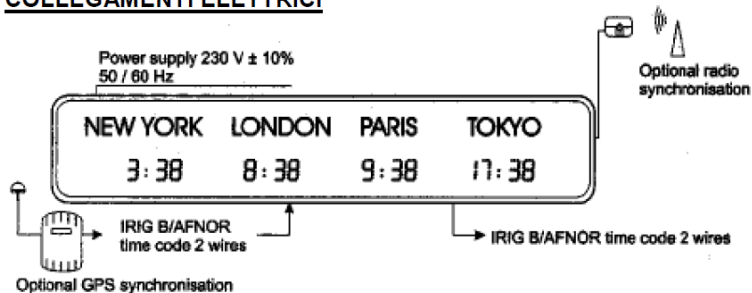 COLLEGAMENTI ELETTRICI
Power supply 230 V ± 10%
50 / 60 Hz
Optional radio
synchronisation
NEW YORK LONDON PARIS TOKYO
3:38 8:38 9:38 17:38
IRIG B/AFNOR
time code 2 wires
IRIG B/AFNOR time code 2 wires
Optional GPS synchronisation